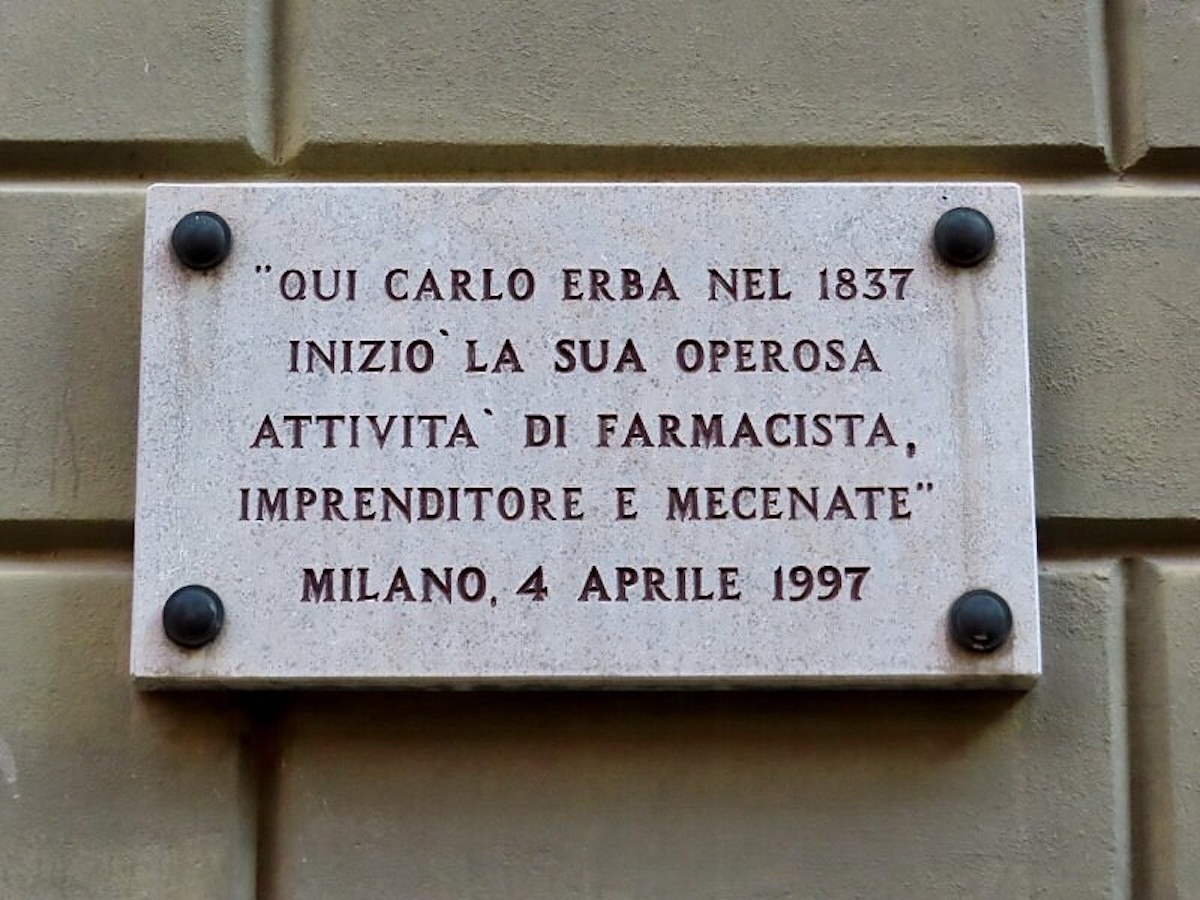 "QUI CARLO ERBA NEL 1837
INIZIO` LA SUA OPEROSA
ATTIVITA` DI FARMACISTA,
IMPRENDITORE E MECENATE"
MILANO, 4 APRILE 1997